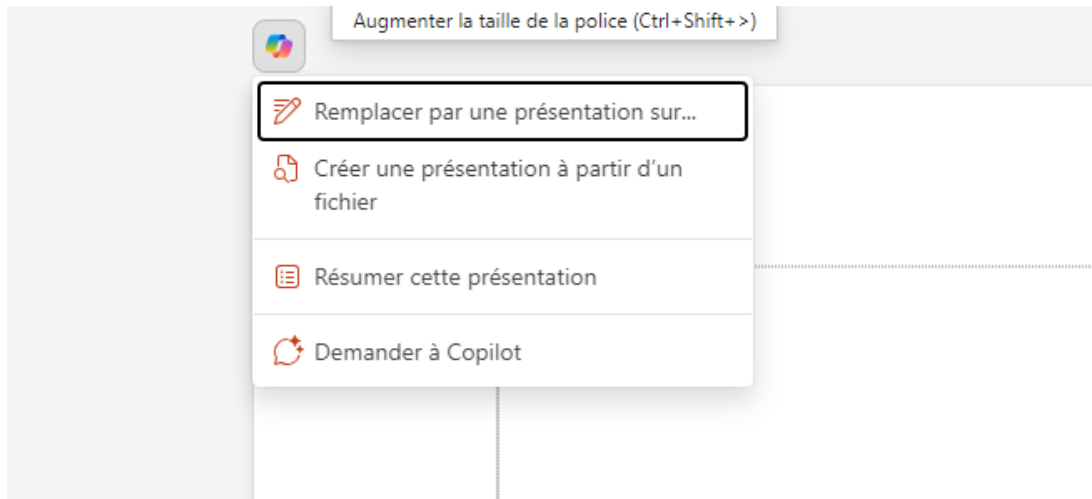 Augmenter la taille de la police (Ctrl+Shift+>)
Remplacer par une présentation sur...
Créer une présentation à partir d’un
fichier
Résumer cette présentation
Demander à Copilot